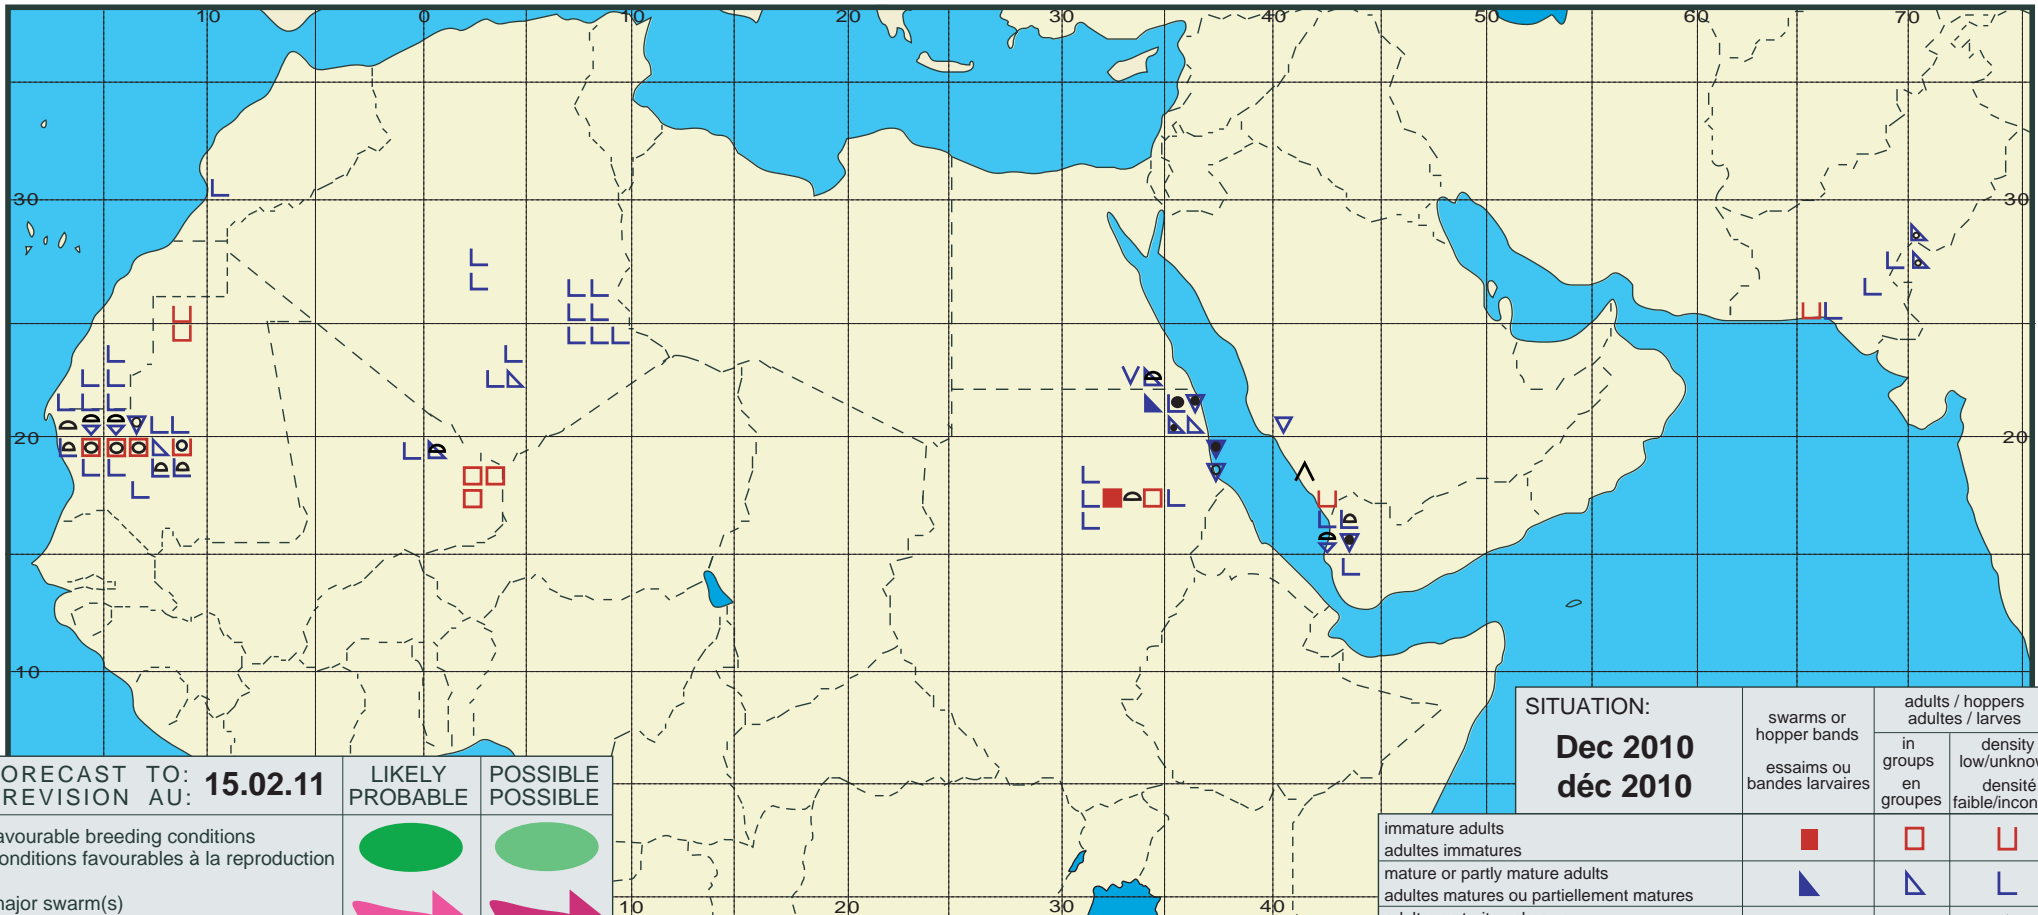 10 0 10 20 30 40 50 60 70
30 30
20 20
10
SITUATION:
Dec 2010
déc 2010
swarms or
hopper bands
essaims ou
bandes larvaires
adults / hoppers
adultes / larves
in
groups
en
groupes
density
low/unknow
densité
faible/incon
immature adults
adultes immatures
mature or partly mature adults
adultes matures ou partiellement matures
ORECAST TO:
REVISION AU:
15.02.11
LIKELY
PROBABLE
POSSIBLE
POSSIBLE
avourable breeding conditions
onditions favourables à la reproduction
major swarm(s)
10 30 40